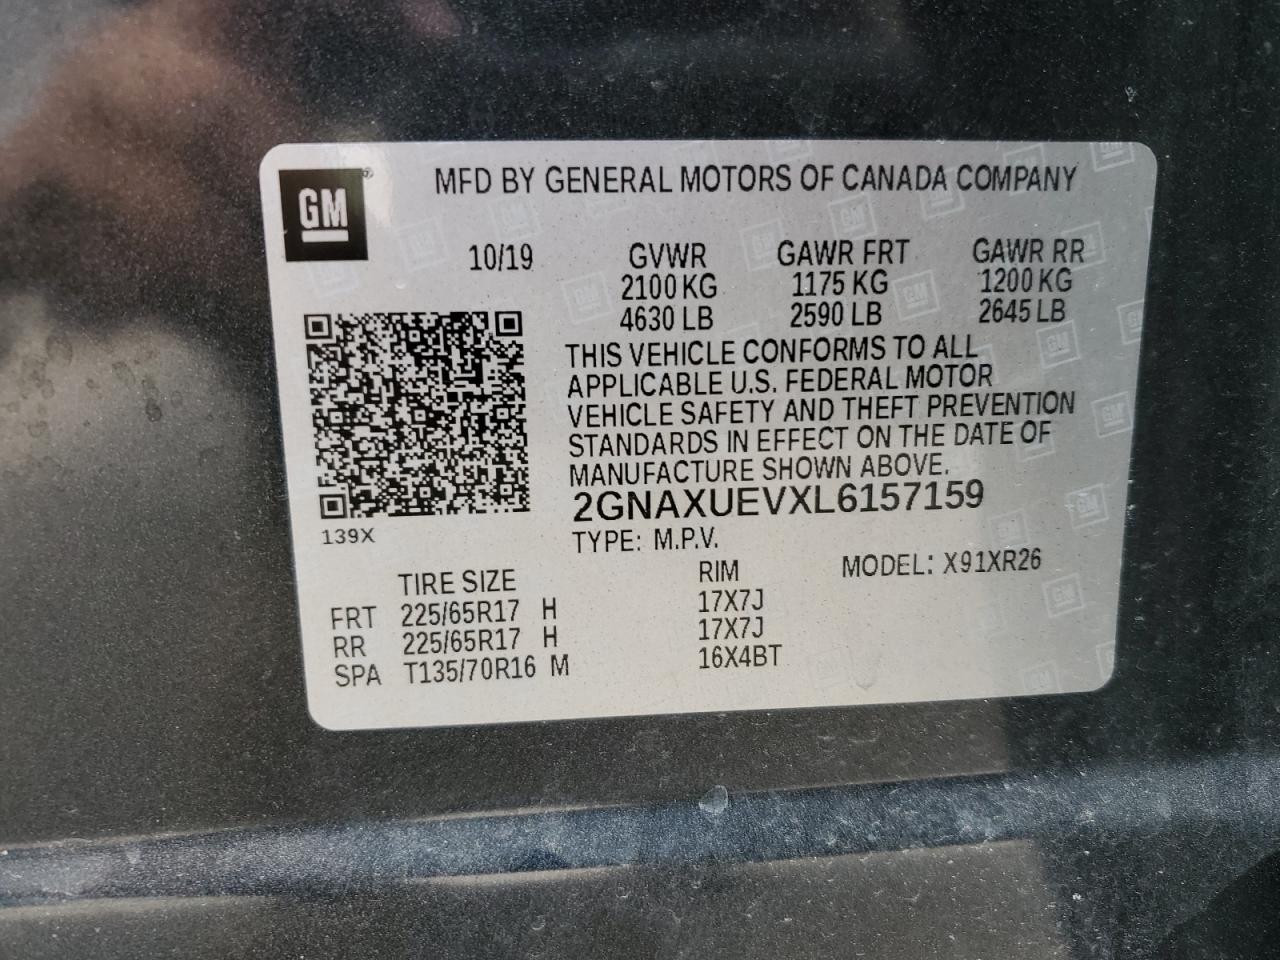 GM
MFD BY GENERAL MOTORS OF CANADA COMPANY
10/19 GVWR GAWR FRT GAWR RR
2100 KG 1175 KG 1200 KG
4630 LB 2590 LB 2645 LB
THIS VEHICLE CONFORMS TO ALL
APPLICABLE U.S. FEDERAL MOTOR
VEHICLE SAFETY AND THEFT PREVENTION
STANDARDS IN EFFECT ON THE DATE OF
MANUFACTURE SHOWN ABOVE.
2GNAXUEVXL6157159
139X
TYPE: M.P.V.
MODEL: X91XR26
TIRE SIZE RIM
FRT 225/65R17 H 17X7J
RR 225/65R17 H 17X7J
SPA T135/70R16 M 16X4BT